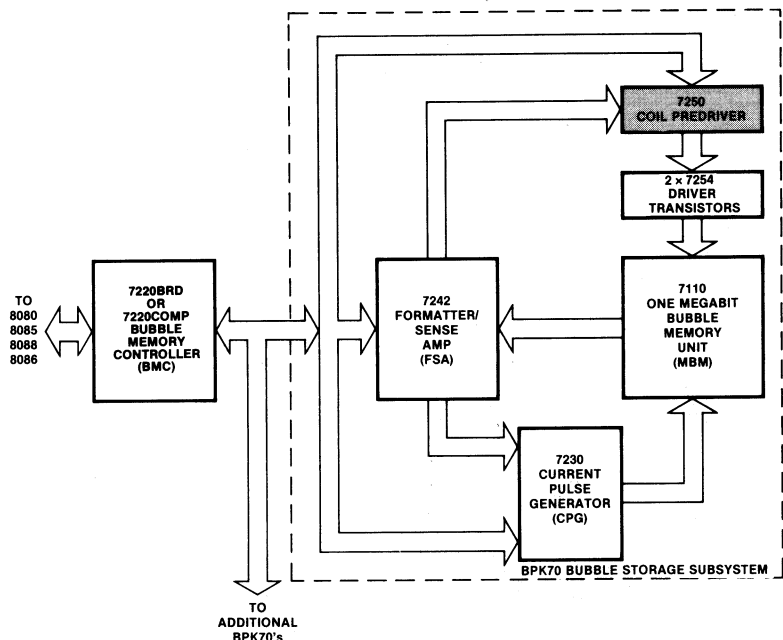 7250
COIL PREDRIVER
2 × 7254
DRIVER
TRANSISTORS
TO
8080
8085
8088
8086
7220BRD
OR
7220COMP
BUBBLE
MEMORY
CONTROLLER
(BMC)
7242
FORMATTER/
SENSE
AMP
(FSA)
7110
ONE MEGABIT
BUBBLE
MEMORY
UNIT
(MBM)
7230
CURRENT
PULSE
GENERATOR
(CPG)
BPK70 BUBBLE STORAGE SUBSYSTEM
TO
ADDITIONAL
BPK70's